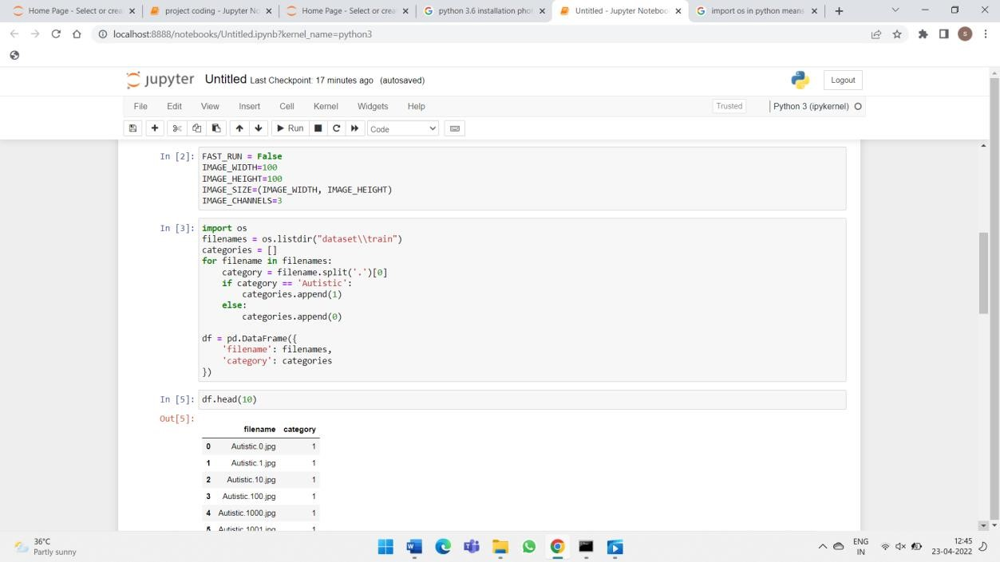 Home Page - Select or crea
project coding - Jupyter No
Home Page - Select or crea
python 3.6 installation phot
Untitled - Jupyter Noteboo
import os in python means
localhost:8888/notebooks/Untitled.ipynb?kernel_name=python3
S
jupyter Untitled Last Checkpoint: 17 minutes ago (autosaved)
Logout
File Edit View Insert Cell Kernel Widgets Help
Trusted
Python 3 (ipykernel)
Run
Code
In [2]:
FAST_RUN = False
IMAGE_WIDTH=100
IMAGE_HEIGHT=100
IMAGE_SIZE=(IMAGE_WIDTH, IMAGE_HEIGHT)
IMAGE_CHANNELS=3
In [3]:
import os
filenames = os.listdir("dataset\\train")
categories = []
for filename in filenames:
    category = filename.split('.')[0]
    if category == 'Autistic':
        categories.append(1)
    else:
        categories.append(0)
df = pd.DataFrame({
    'filename': filenames,
    'category': categories
})
In [5]:
df.head(10)
Out[5]:
filename category
0 Autistic.0.jpg 1
1 Autistic.1.jpg 1
2 Autistic.10.jpg 1
3 Autistic.100.jpg 1
4 Autistic.1000.jpg 1
5 Autistic.1001.jpg 1
36°C
Partly sunny
ENG
IN
12:45
23-04-2022